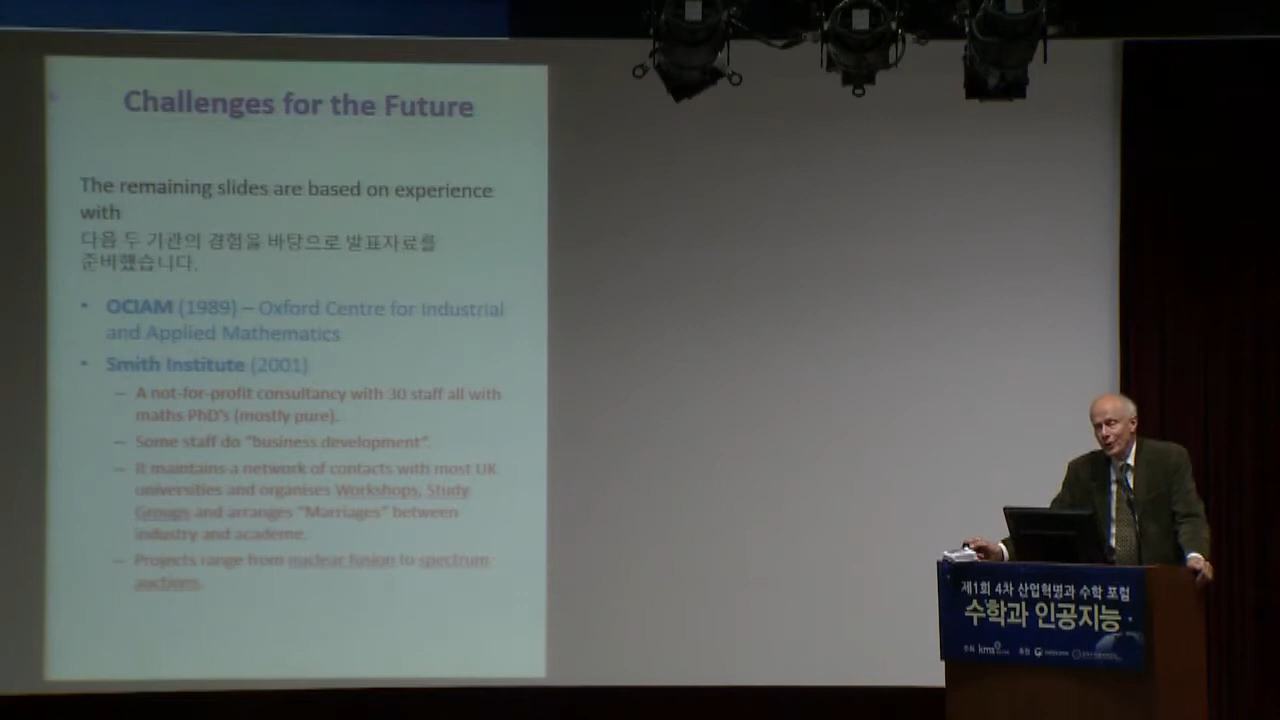 Challenges for the Future
The remaining slides are based on experience
with
다음 두 기관의 경험을 바탕으로 발표자료를
준비했습니다.
• OCIAM (1989) – Oxford Centre for Industrial
and Applied Mathematics
• Smith Institute (2001)
– A not-for-profit consultancy with 30 staff all with
maths PhD's (mostly pure).
– Some staff do "business development".
– It maintains a network of contacts with most UK
universities and organises Workshops, Study
Groups and arranges "Marriages" between
industry and academe.
– Projects range from nuclear fusion to spectrum
auctions.
제1회 4차 산업혁명과 수학 포럼
수학과 인공지능
주최 kms 후원